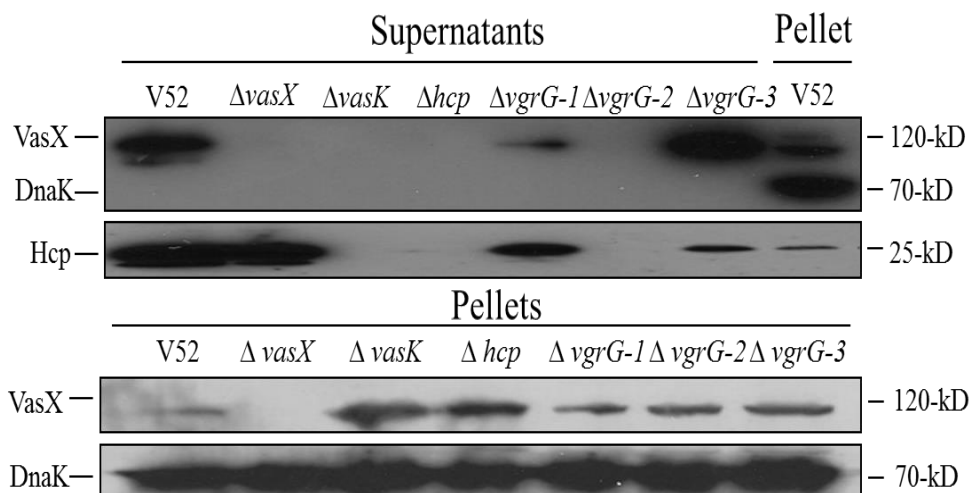 Supernatants Pellet
V52 ΔvasX ΔvasK Δhcp ΔvgrG-1 ΔvgrG-2 ΔvgrG-3 V52
VasX 120-kD
DnaK 70-kD
Hcp 25-kD
Pellets
V52 Δ vasX Δ vasK Δ hcp Δ vgrG-1 Δ vgrG-2 Δ vgrG-3
VasX 120-kD
DnaK 70-kD